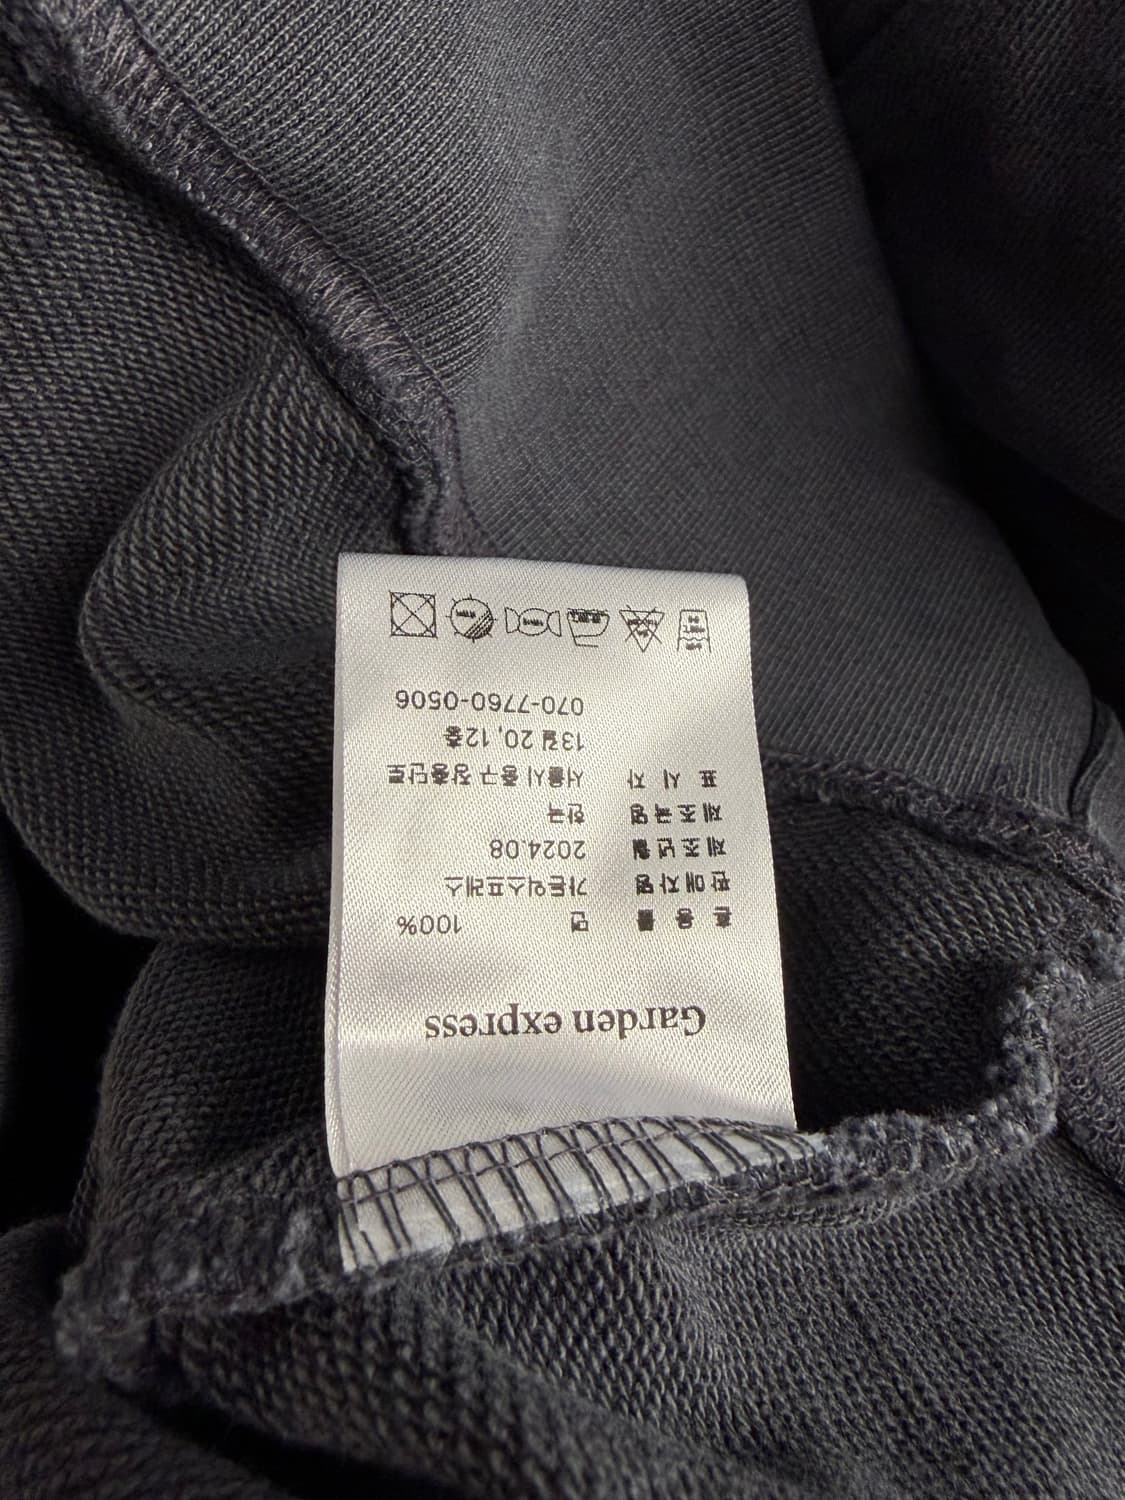 Garden express
혼 용 률 면 100%
판매자명 가든익스프레스
제조년월 2024.08
제조국명 한국
표 시 자 서울시 중구 장충단로
13길 20, 12층
070-7760-0506